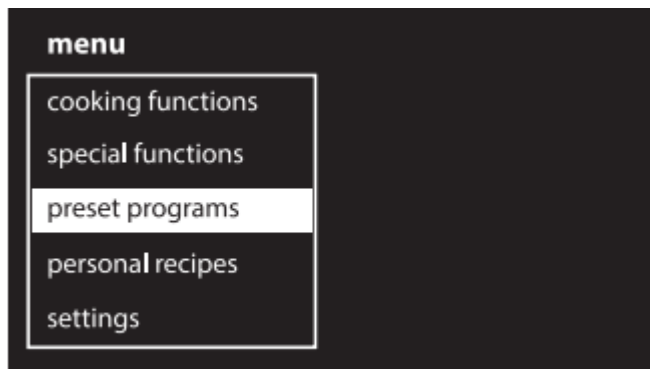 menu
cooking functions
special functions
preset programs
personal recipes
settings